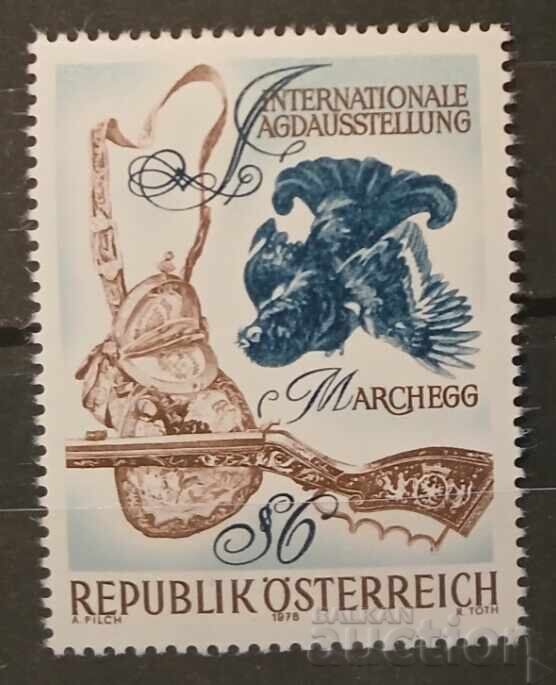 INTERNATIONALE
JAGDAUSSTELLUNG
MARCHEGG
S6
REPUBLIK ÖSTERREICH
A. PILCH 1978 R. TOTH
BALKAN
auction